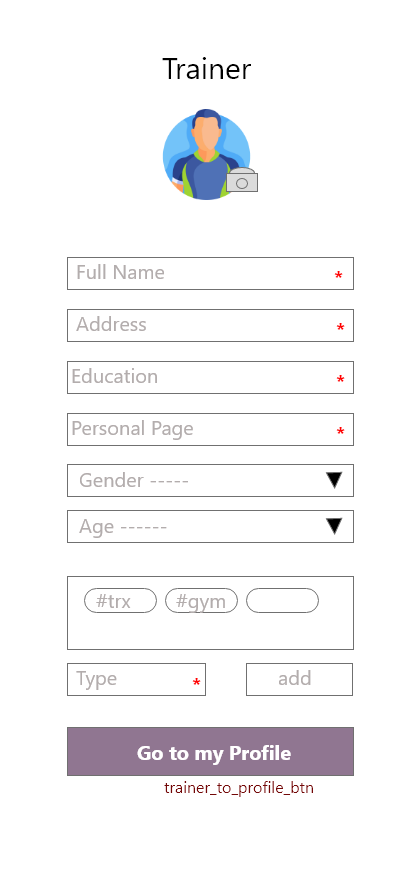 Trainer
Full Name *
Address *
Education *
Personal Page *
Gender -----
Age ------
#trx #gym
Type * add
Go to my Profile
trainer_to_profile_btn